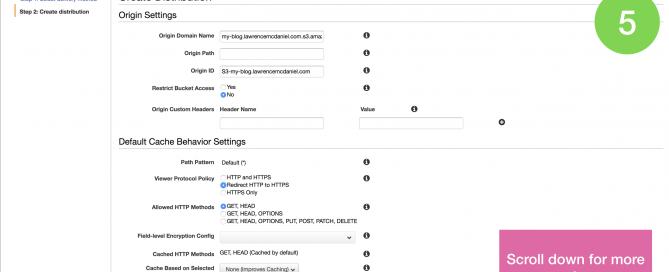 Step 2: Create distribution
Origin Settings
5
Origin Domain Name my-blog.lawrencemcdaniel.com.s3.ama
Origin Path
Origin ID S3-my-blog.lawrencemcdaniel.com
Restrict Bucket Access Yes
No
Origin Custom Headers Header Name Value
Default Cache Behavior Settings
Path Pattern Default (*)
Viewer Protocol Policy HTTP and HTTPS
Redirect HTTP to HTTPS
HTTPS Only
Allowed HTTP Methods GET, HEAD
GET, HEAD, OPTIONS
GET, HEAD, OPTIONS, PUT, POST, PATCH, DELETE
Field-level Encryption Config
Cached HTTP Methods GET, HEAD (Cached by default)
Cache Based on Selected None (Improves Caching)
Scroll down for more